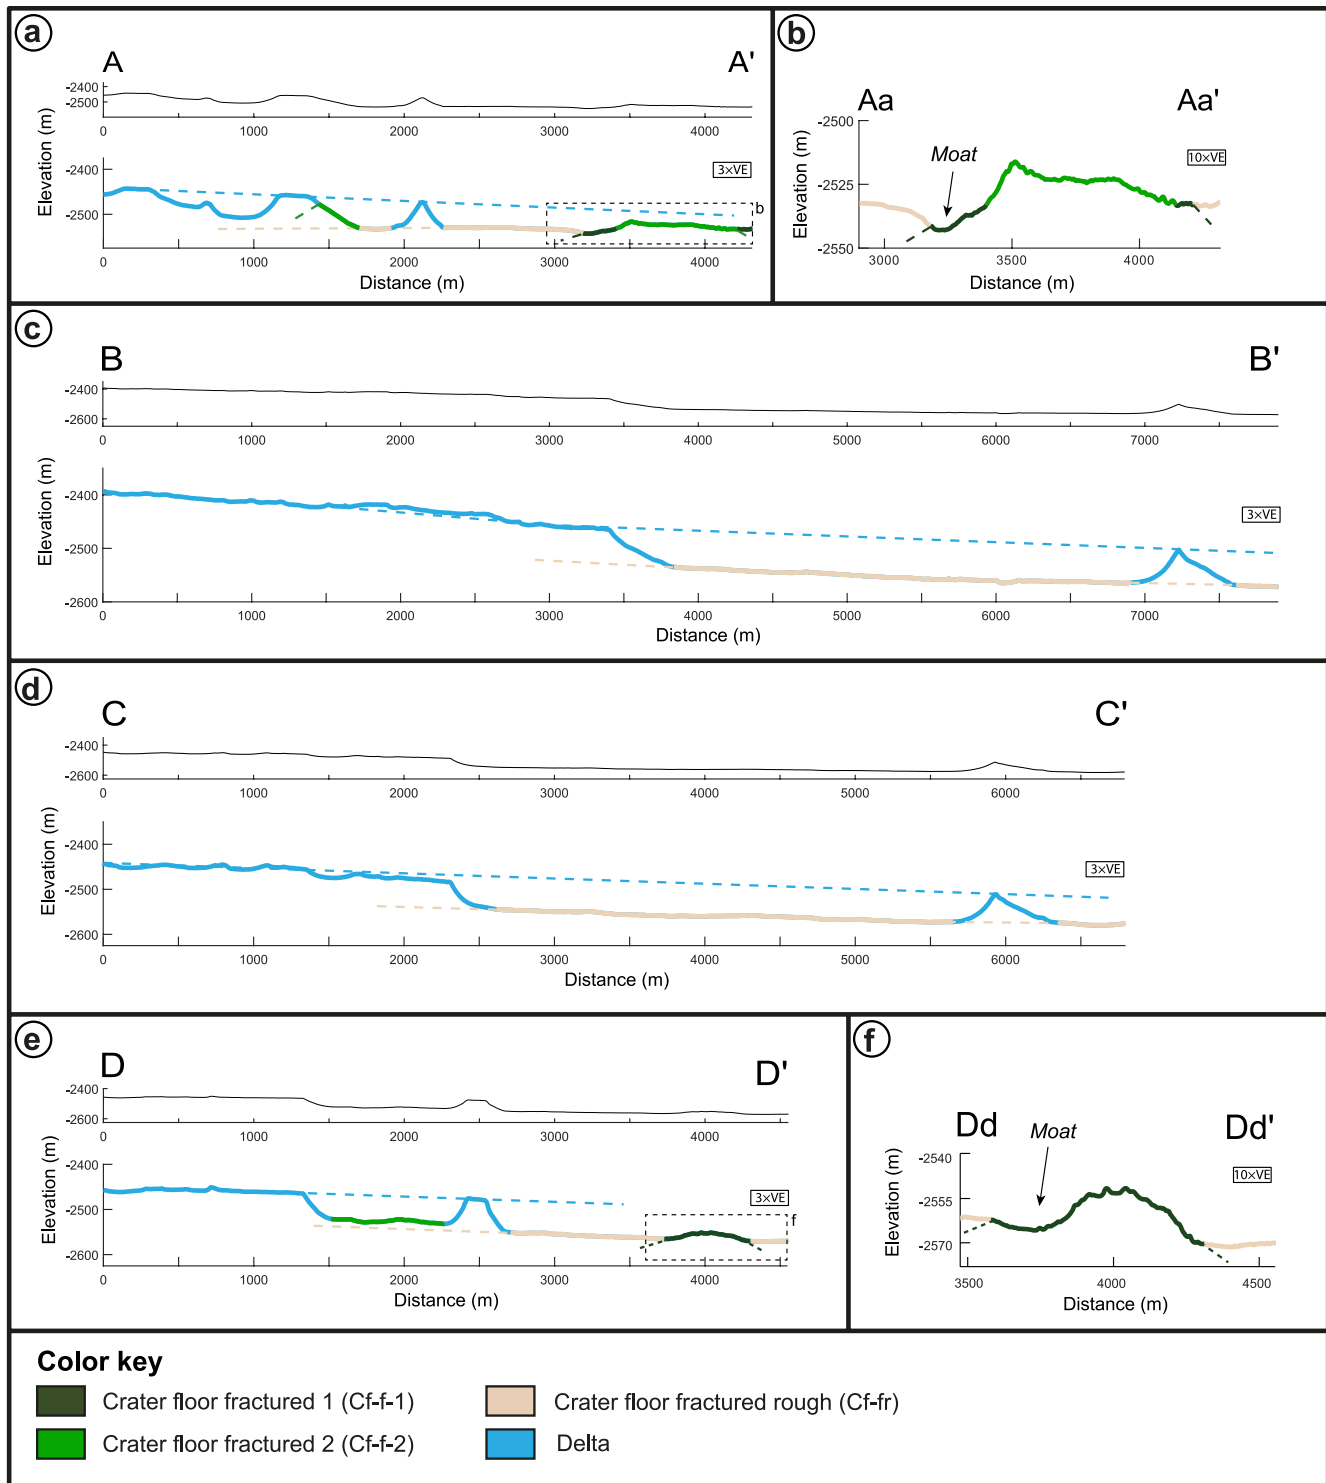 a
A A'
-2400
-2500
0 1000 2000 3000 4000
Elevation (m)
3×VE
-2400
-2500
b
0 1000 2000 3000 4000
Distance (m)
b
Aa Aa'
-2500
Moat
10×VE
-2525
-2550
Elevation (m)
3000 3500 4000
Distance (m)
c
B B'
-2400
-2600
0 1000 2000 3000 4000 5000 6000 7000
Elevation (m)
-2400
3×VE
-2500
-2600
0 1000 2000 3000 4000 5000 6000 7000
Distance (m)
d
C C'
-2400
-2600
0 1000 2000 3000 4000 5000 6000
Elevation (m)
-2400
3×VE
-2500
-2600
0 1000 2000 3000 4000 5000 6000
Distance (m)
e
D D'
-2400
-2600
0 1000 2000 3000 4000
Elevation (m)
-2400
3×VE
-2500
f
-2600
0 1000 2000 3000 4000
Distance (m)
f
Dd Moat Dd'
-2540
10×VE
-2555
-2570
Elevation (m)
3500 4000 4500
Distance (m)
Color key
Crater floor fractured 1 (Cf-f-1)
Crater floor fractured rough (Cf-fr)
Crater floor fractured 2 (Cf-f-2)
Delta